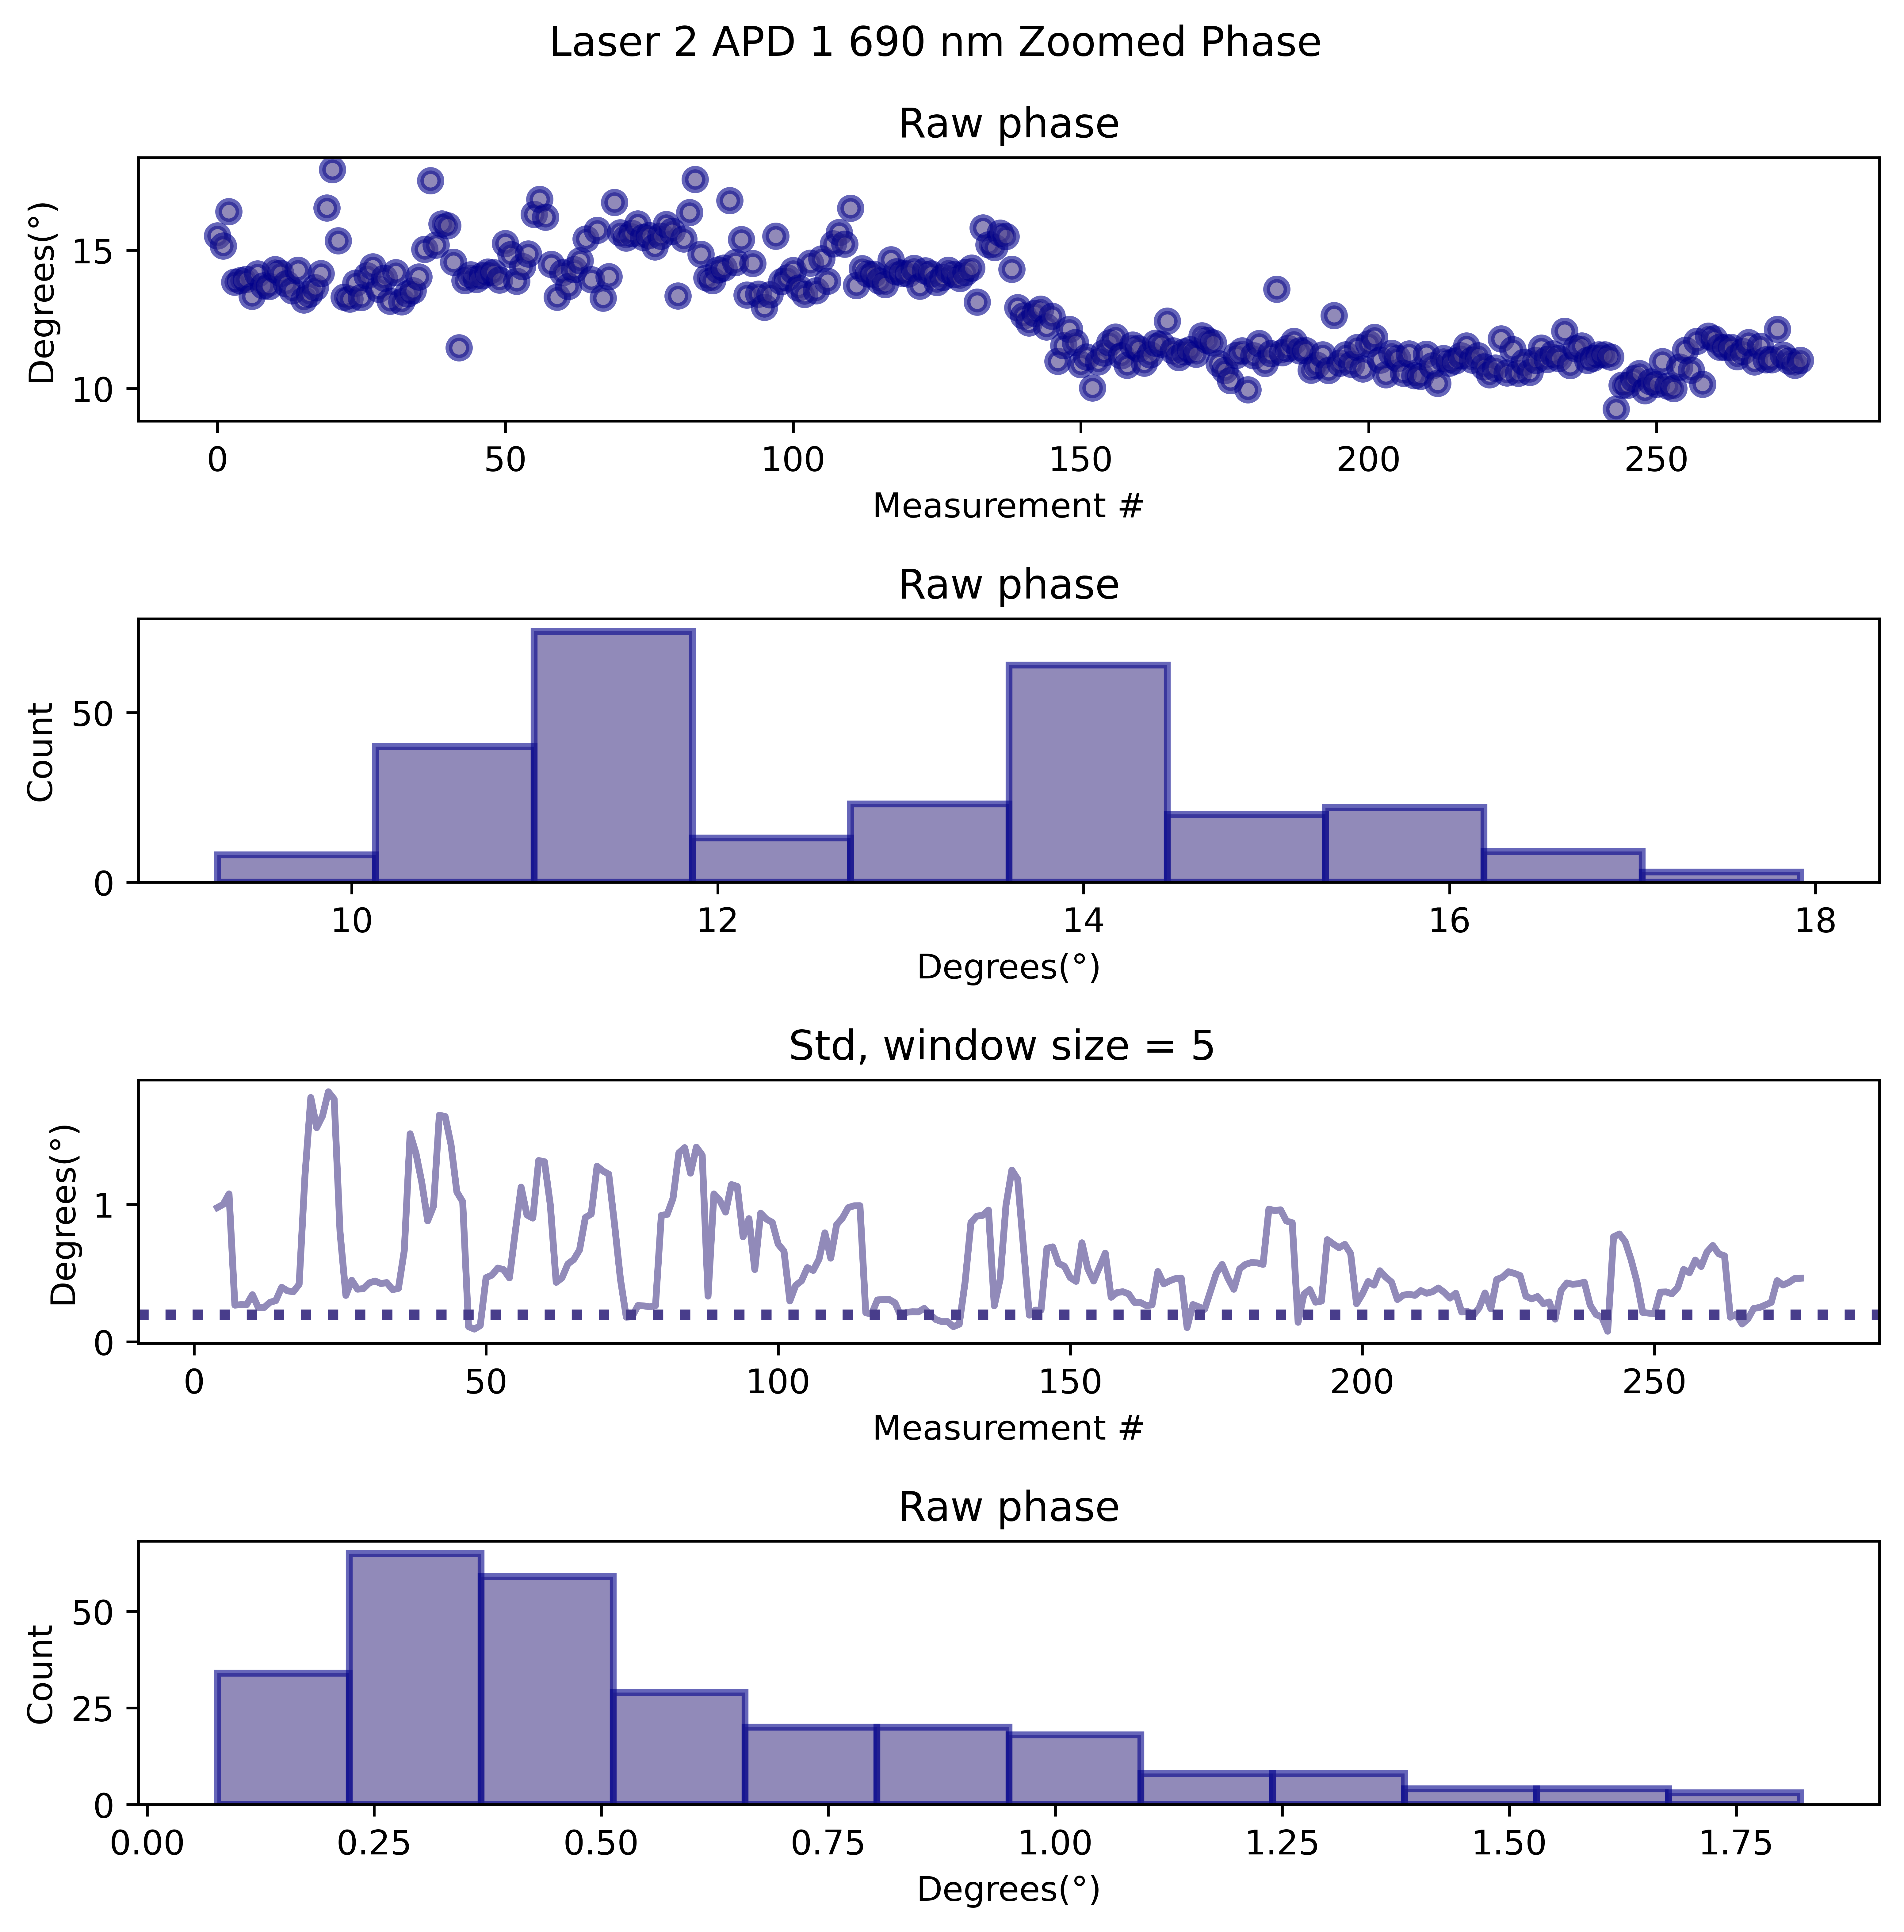 Laser 2 APD 1 690 nm Zoomed Phase
Raw phase
Degrees(°)
15
10
0 50 100 150 200 250
Measurement #
Raw phase
Count
50
0
10 12 14 16 18
Degrees(°)
Std, window size = 5
Degrees(°)
1
0
0 50 100 150 200 250
Measurement #
Raw phase
Count
50
25
0
0.00 0.25 0.50 0.75 1.00 1.25 1.50 1.75
Degrees(°)